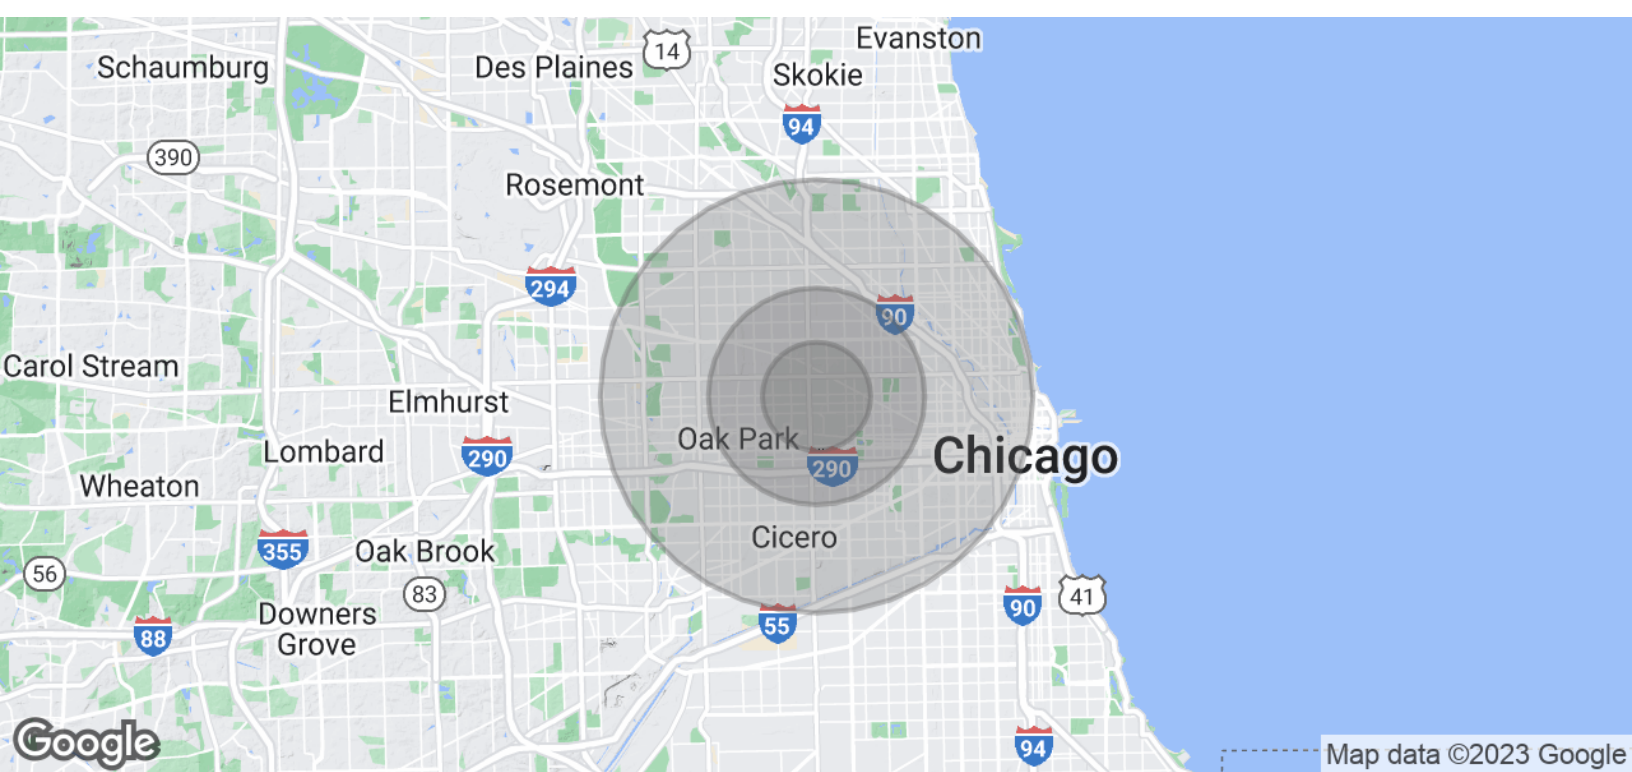 Evanston
14
Schaumburg
Des Plaines
Skokie
94
390
Rosemont
294
90
Carol Stream
Elmhurst
Oak Park
Chicago
Lombard
290
290
Wheaton
Cicero
355
Oak Brook
56
83
90
41
Downers
Grove
88
55
94
Google
Map data ©2023 Google